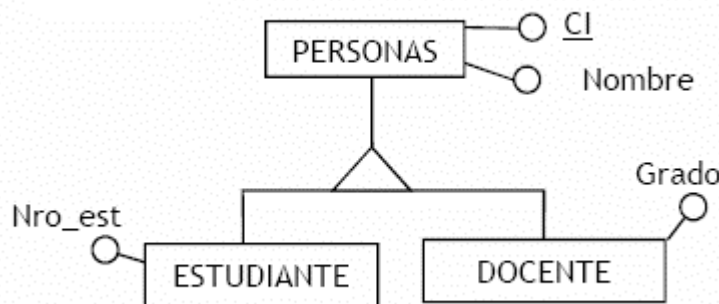 CI
PERSONAS
Nombre
Grado
Nro_est
ESTUDIANTE
DOCENTE